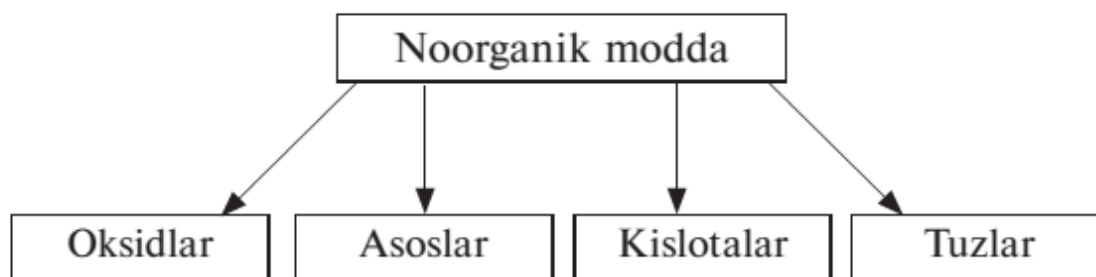 Noorganik modda
Oksidlar
Asoslar
Kislotalar
Tuzlar